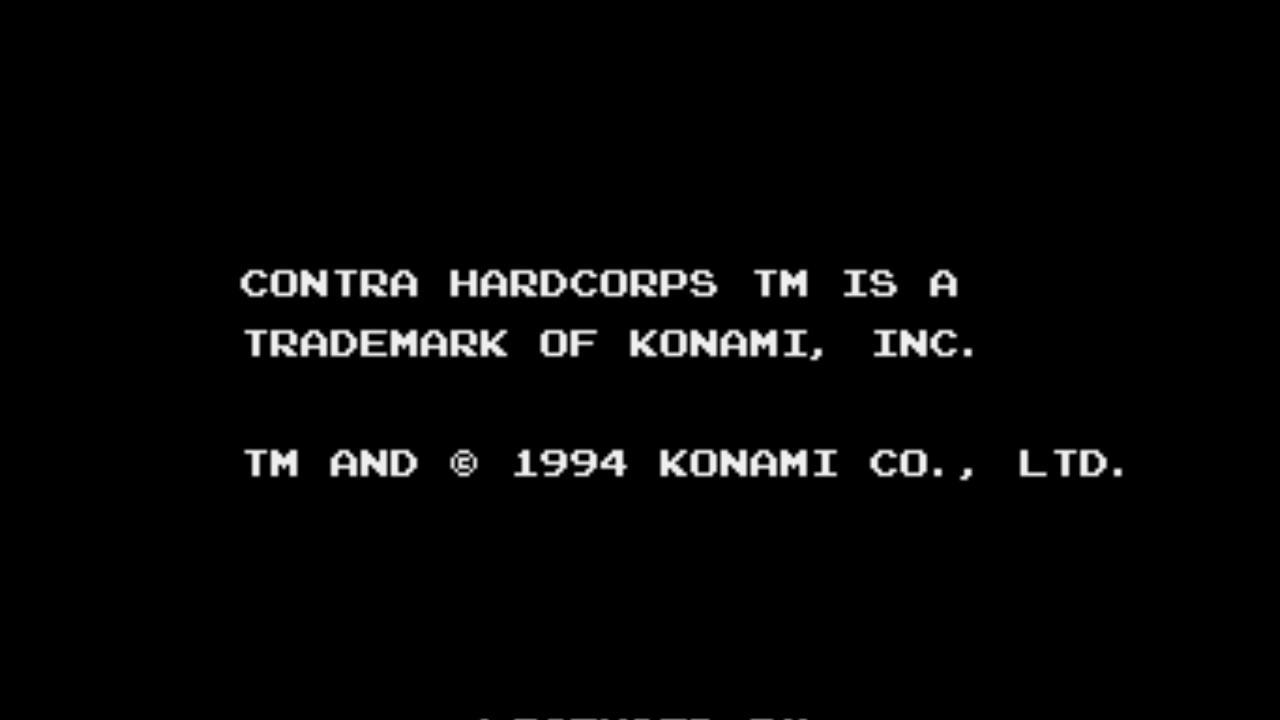 CONTRA HARDCORPS TM IS A
TRADEMARK OF KONAMI, INC.
TM AND © 1994 KONAMI CO., LTD.